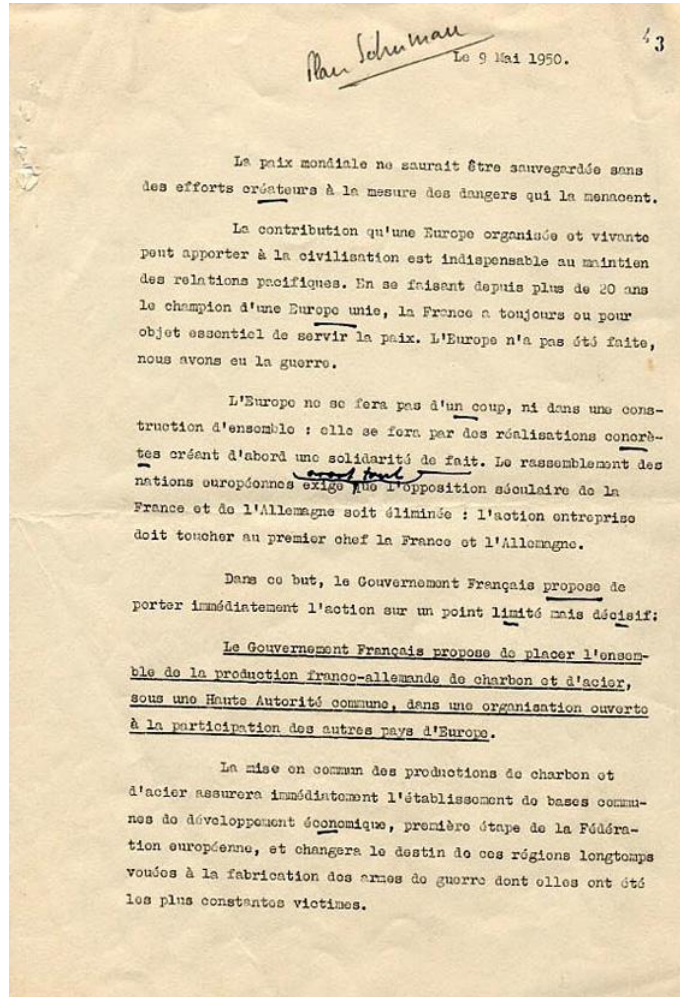 Plan Schuman
43
Le 9 Mai 1950.
La paix mondiale ne saurait être sauvegardée sans
des efforts créateurs à la mesure des dangers qui la menacent.
La contribution qu'une Europe organisée et vivante
peut apporter à la civilisation est indispensable au maintien
des relations pacifiques. En se faisant depuis plus de 20 ans
le champion d'une Europe unie, la France a toujours eu pour
objet essentiel de servir la paix. L'Europe n'a pas été faite,
nous avons eu la guerre.
L'Europe ne se fera pas d'un coup, ni dans une cons-
truction d'ensemble : elle se fera par des réalisations concrè-
tes créant d'abord une solidarité de fait. Le rassemblement des
avant tout
nations européennes exige que l'opposition séculaire de la
France et de l'Allemagne soit éliminée : l'action entreprise
doit toucher au premier chef la France et l'Allemagne.
Dans ce but, le Gouvernement Français propose de
porter immédiatement l'action sur un point limité mais décisif:
Le Gouvernement Français propose de placer l'ensem-
ble de la production franco-allemande de charbon et d'acier,
sous une Haute Autorité commune, dans une organisation ouverte
à la participation des autres pays d'Europe.
La mise en commun des productions de charbon et
d'acier assurera immédiatement l'établissement de bases commu-
nes de développement économique, première étape de la Fédéra-
tion européenne, et changera le destin de ces régions longtemps
vouées à la fabrication des armes de guerre dont elles ont été
les plus constantes victimes.